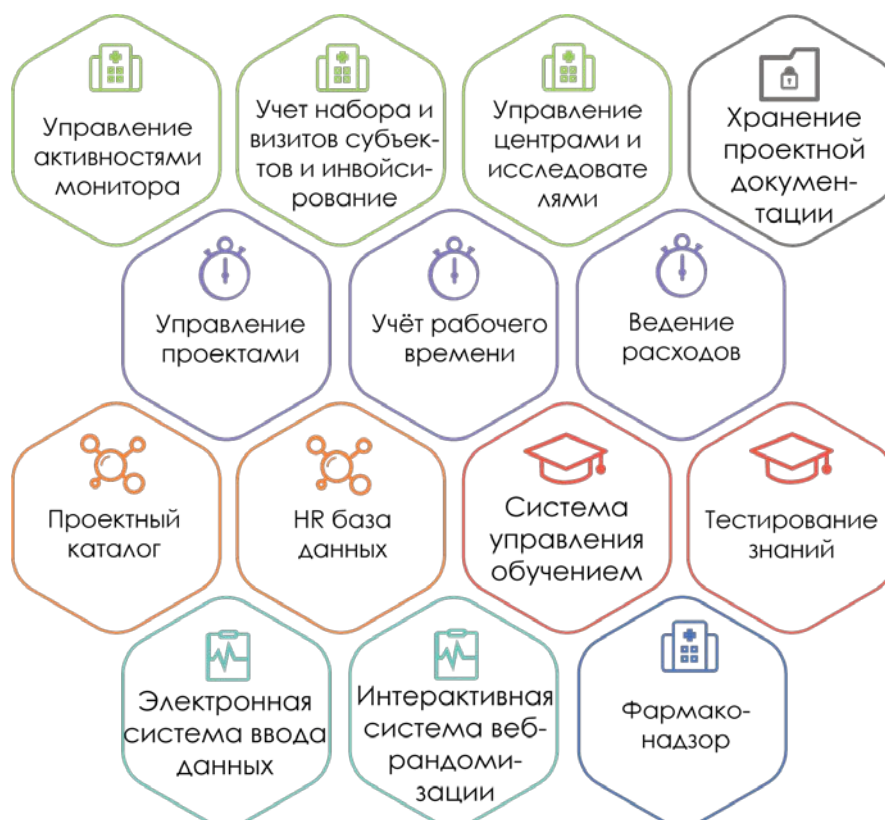 Управление
активностями
монитора
Учет набора и
визитов субъек-
тов и инвойси-
рование
Управление
центрами и
исследовате
лями
Хранение
проектной
докумен-
тации
Управление
проектами
Учёт рабочего
времени
Ведение
расходов
Проектный
каталог
HR база
данных
Система
управления
обучением
Тестирование
знаний
Электронная
система ввода
данных
Интерактивная
система веб-
рандоми-
зации
Фармако-
надзор